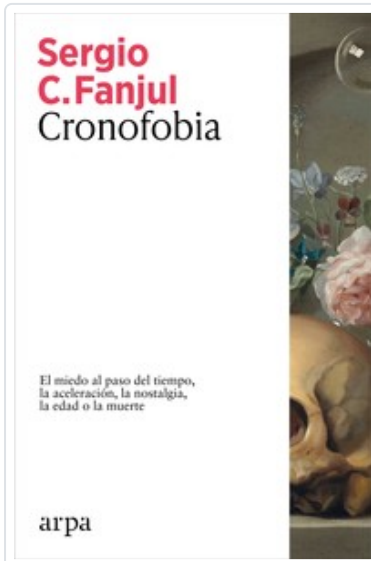 Sergio
C.Fanjul
Cronofobia
El miedo al paso del tiempo,
la aceleración, la nostalgia,
la edad o la muerte
arpa